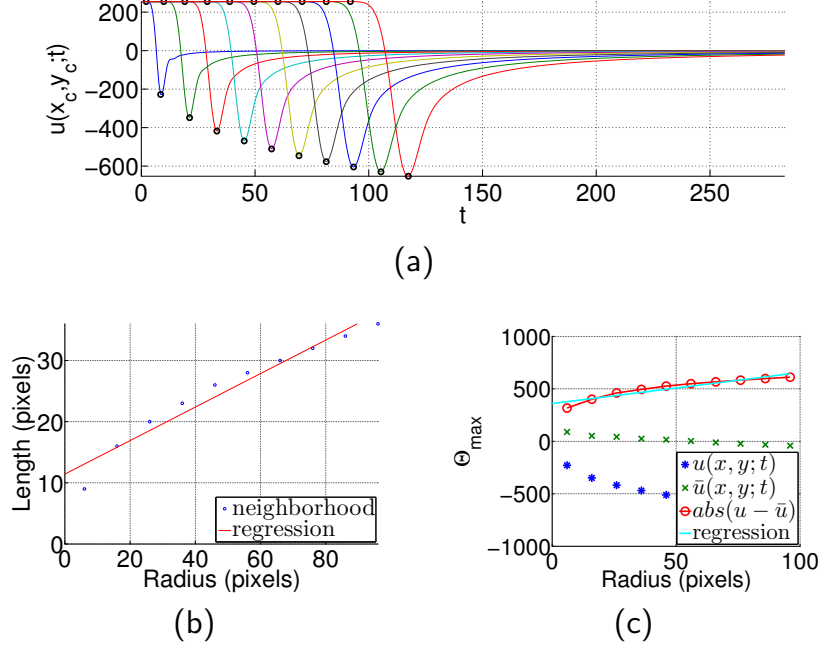 200
0
−200
−400
−600
u(x_c,y_c;t)
0 50 100 150 200 250
t
(a)
30
20
10
0
Length (pixels)
0 20 40 60 80
Radius (pixels)
neighborhood
regression
(b)
1000
500
0
−500
−1000
Θ_max
0 50 100
Radius (pixels)
u(x, y; t)
ū(x, y; t)
abs(u − ū)
regression
(c)